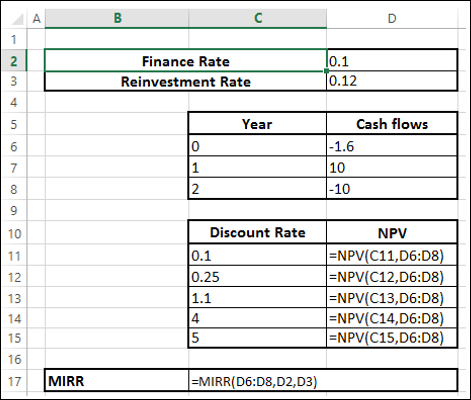 A B C D
1
2 Finance Rate 0.1
3 Reinvestment Rate 0.12
4
5 Year Cash flows
6 0 -1.6
7 1 10
8 2 -10
9
10 Discount Rate NPV
11 0.1 =NPV(C11,D6:D8)
12 0.25 =NPV(C12,D6:D8)
13 1.1 =NPV(C13,D6:D8)
14 4 =NPV(C14,D6:D8)
15 5 =NPV(C15,D6:D8)
16
17 MIRR =MIRR(D6:D8,D2,D3)